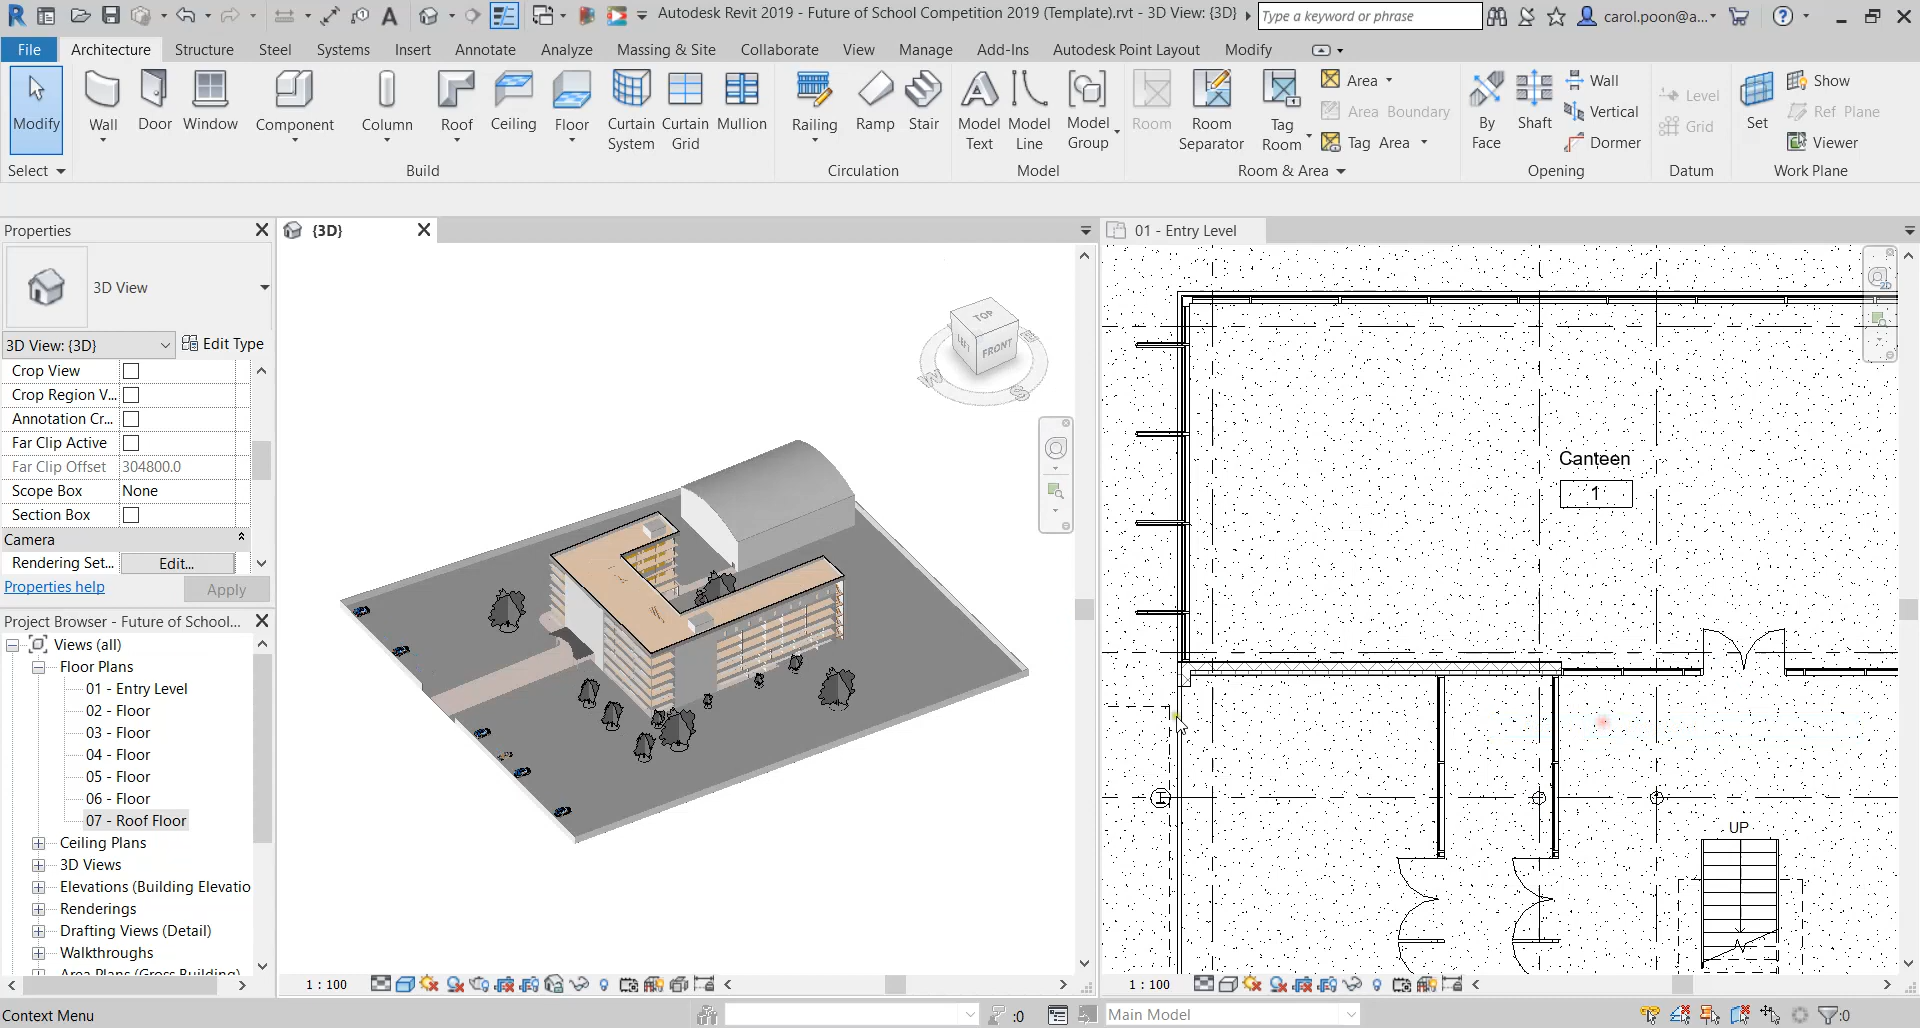 Autodesk Revit 2019 - Future of School Competition 2019 (Template).rvt - 3D View: {3D}
Type a keyword or phrase
carol.poon@a...
File Architecture Structure Steel Systems Insert Annotate Analyze Massing & Site Collaborate View Manage Add-Ins Autodesk Point Layout Modify
Modify
Wall
Door
Window
Component
Column
Roof
Ceiling
Floor
Curtain System
Curtain Grid
Mullion
Railing
Ramp
Stair
Model Text
Model Line
Model Group
Room
Room Separator
Tag Room
Area
Area Boundary
Tag Area
By Face
Shaft
Wall
Vertical
Dormer
Level
Grid
Set
Show
Ref Plane
Viewer
Select Build Circulation Model Room & Area Opening Datum Work Plane
Properties
3D View
3D View: {3D}
Edit Type
Crop View
Crop Region V...
Annotation Cr...
Far Clip Active
Far Clip Offset 304800.0
Scope Box None
Section Box
Camera
Rendering Set... Edit...
Properties help Apply
Project Browser - Future of School...
Views (all)
Floor Plans
01 - Entry Level
02 - Floor
03 - Floor
04 - Floor
05 - Floor
06 - Floor
07 - Roof Floor
Ceiling Plans
3D Views
Elevations (Building Elevatio
Renderings
Drafting Views (Detail)
Walkthroughs
Area Plans (Gross Building)
{3D}
TOP
FRONT
W
S
1 : 100
01 - Entry Level
2D
Canteen
1
UP
1 : 100
Context Menu
:0
Main Model
:0